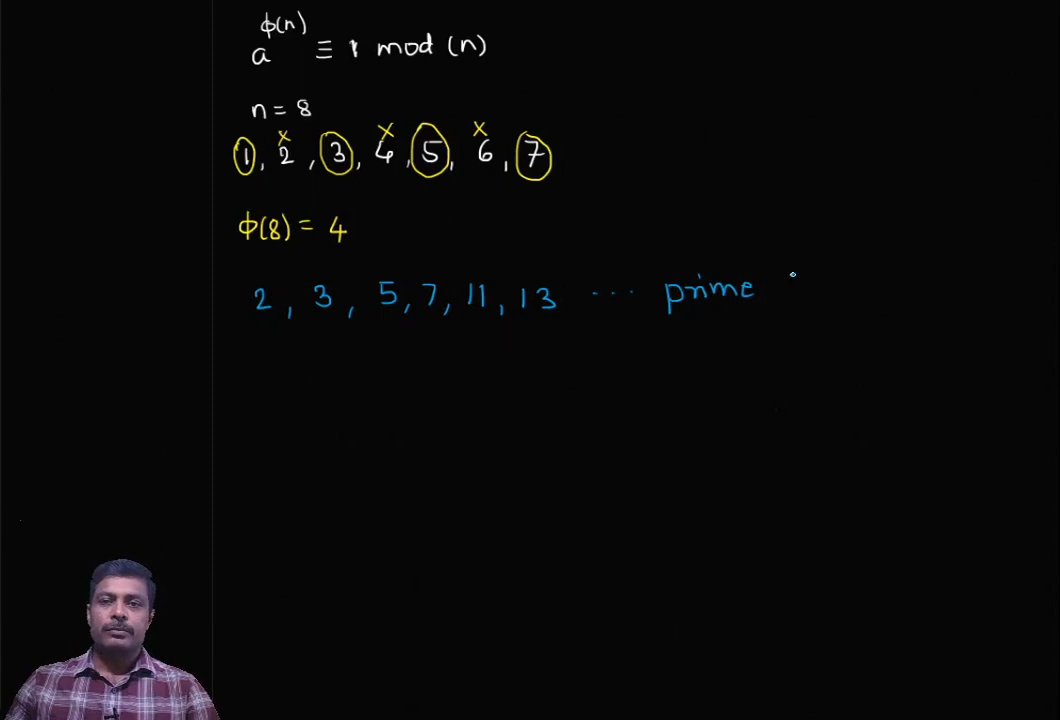 a^ϕ(n) ≡ 1 mod (n)
n = 8
1, 2, 3, 4, 5, 6, 7
x x x
ϕ(8) = 4
2, 3, 5, 7, 11, 13 ... prime